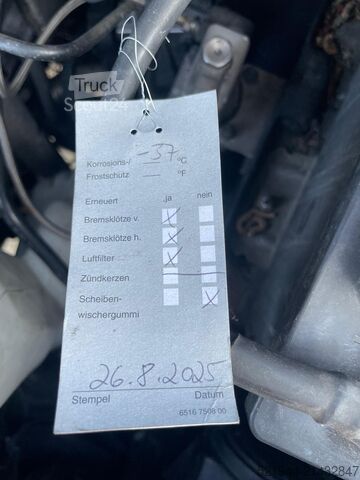 Truck
Scout24
Korrosions-/ -37 °C
Frostschutz — °F
Erneuert ja nein
Bremsklötze v.
Bremsklötze h.
Luftfilter
Zündkerzen
Scheiben-
wischergummi
26.8.2025
Stempel Datum
6516 7508 00